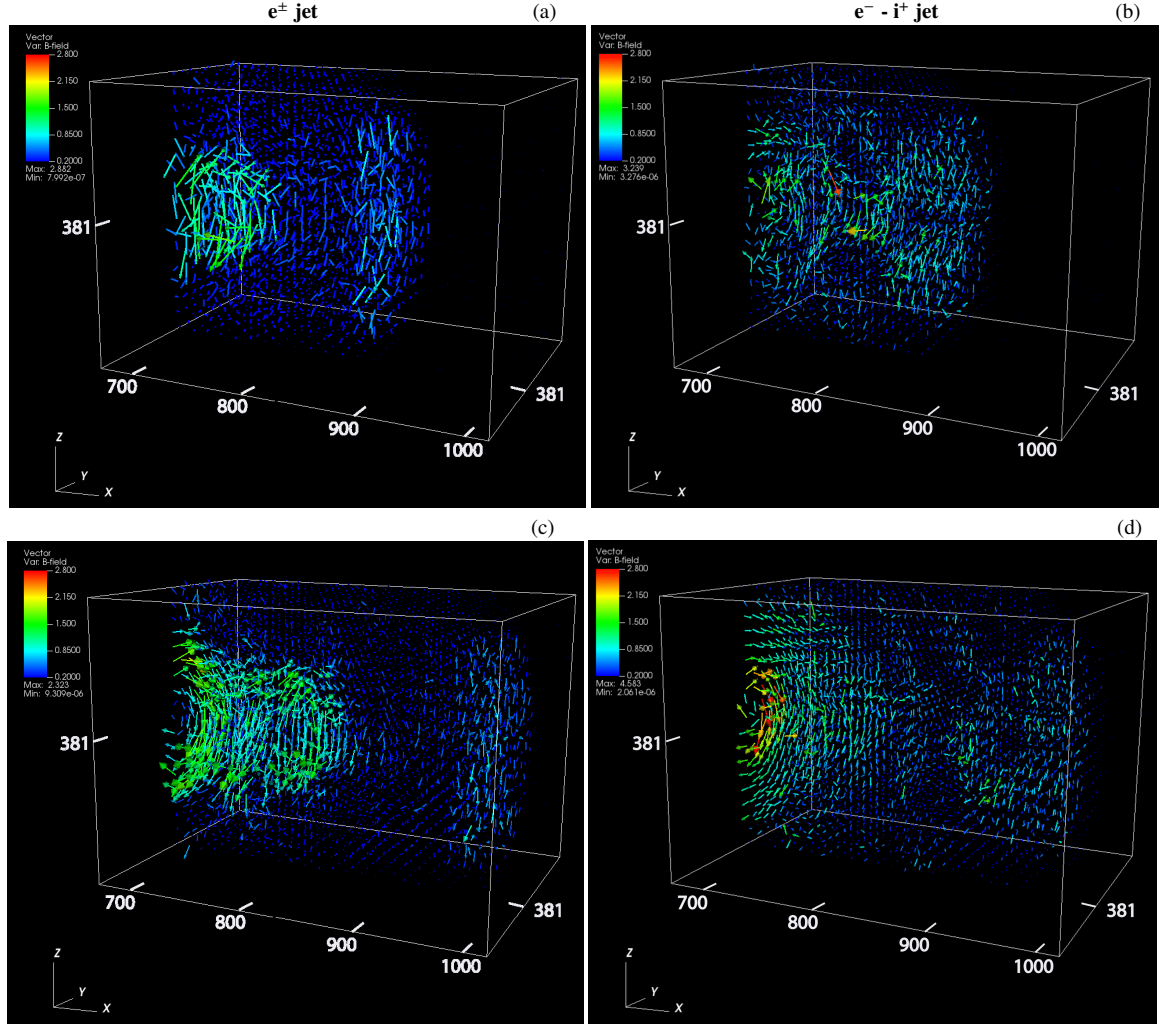 e± jet (a)
e− - i+ jet (b)
Vector
Var: B-field
2.800
2.150
1.500
0.8500
0.2000
Max: 2.882
Min: 7.992e-07
381
700
800
900
1000
381
Z
Y
X
Vector
Var: B-field
2.800
2.150
1.500
0.8500
0.2000
Max: 3.239
Min: 3.276e-06
381
700
800
900
1000
381
Z
Y
X
(c)
(d)
Vector
Var: B-field
2.800
2.150
1.500
0.8500
0.2000
Max: 2.323
Min: 9.309e-06
381
700
800
900
1000
381
Z
Y
X
Vector
Var: B-field
2.800
2.150
1.500
0.8500
0.2000
Max: 4.583
Min: 2.061e-06
381
700
800
900
1000
381
Z
Y
X